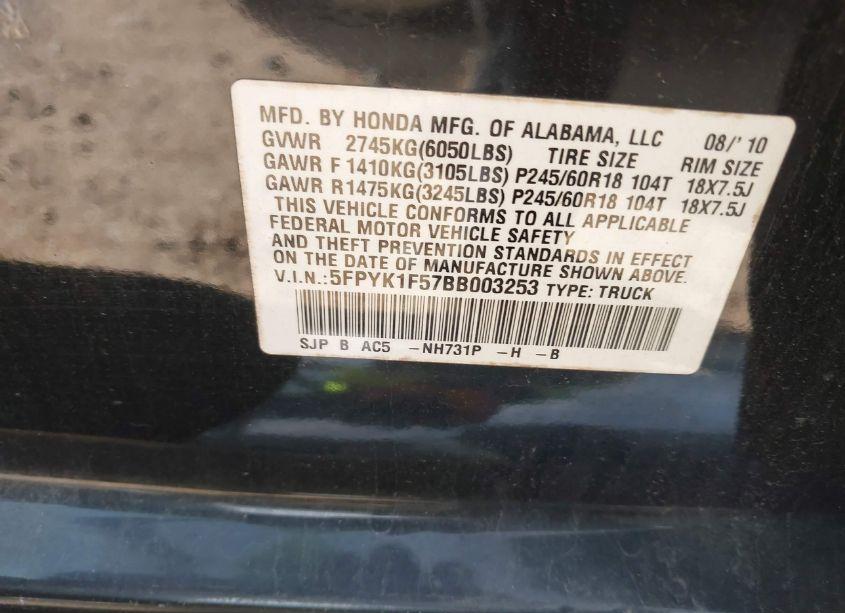 MFD. BY HONDA MFG. OF ALABAMA, LLC 08/'10
GVWR 2745KG(6050LBS) TIRE SIZE RIM SIZE
GAWR F 1410KG(3105LBS) P245/60R18 104T 18X7.5J
GAWR R1475KG(3245LBS) P245/60R18 104T 18X7.5J
THIS VEHICLE CONFORMS TO ALL APPLICABLE
FEDERAL MOTOR VEHICLE SAFETY
AND THEFT PREVENTION STANDARDS IN EFFECT
ON THE DATE OF MANUFACTURE SHOWN ABOVE.
V.I.N.:5FPYK1F57BB003253 TYPE: TRUCK
SJP B AC5 -NH731P -H -B